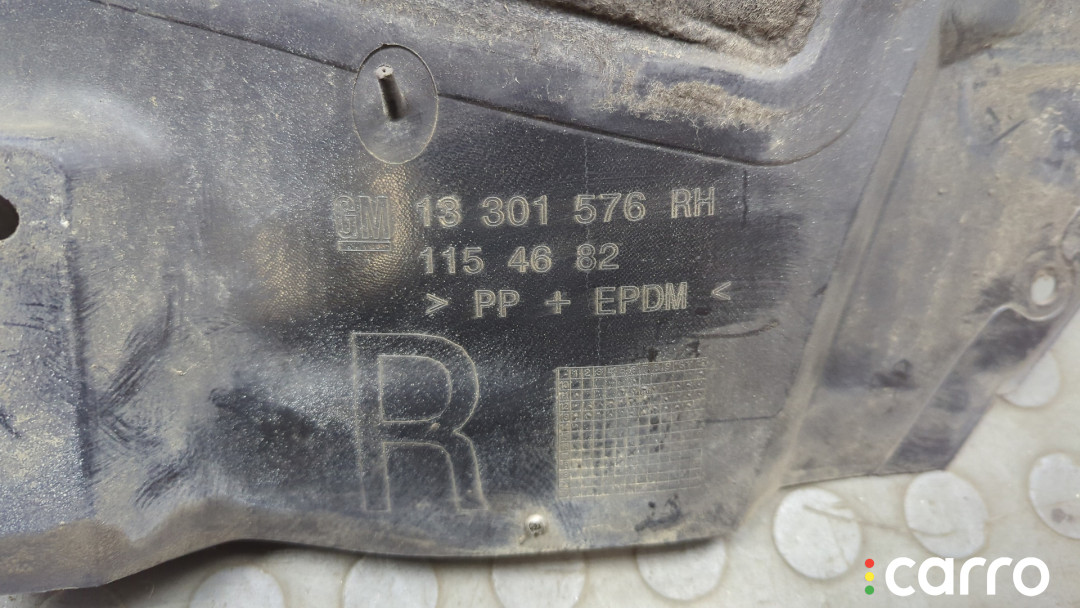 GM 13 301 576 RH
115 46 82
> PP + EPDM <
R
carro